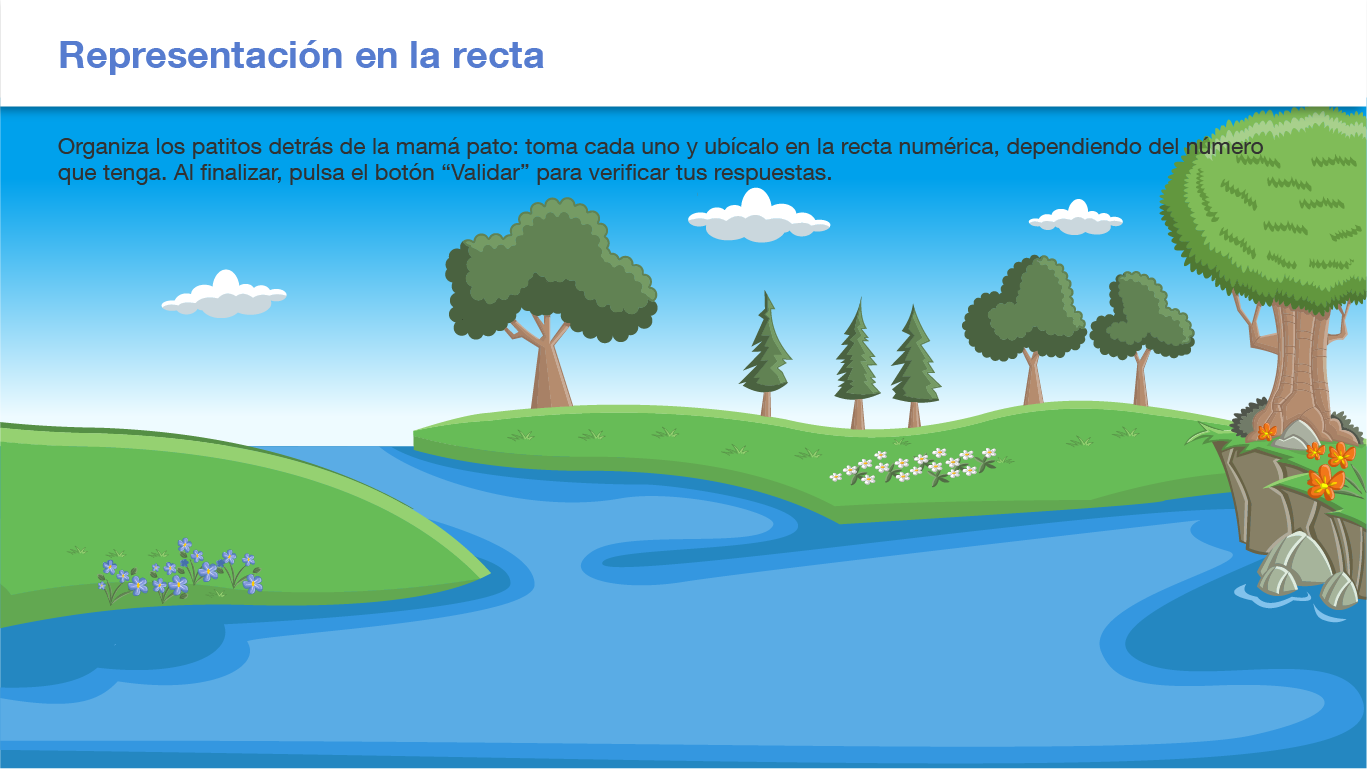 Representación en la recta
Organiza los patitos detrás de la mamá pato: toma cada uno y ubícalo en la recta numérica, dependiendo del número
que tenga. Al finalizar, pulsa el botón “Validar” para verificar tus respuestas.